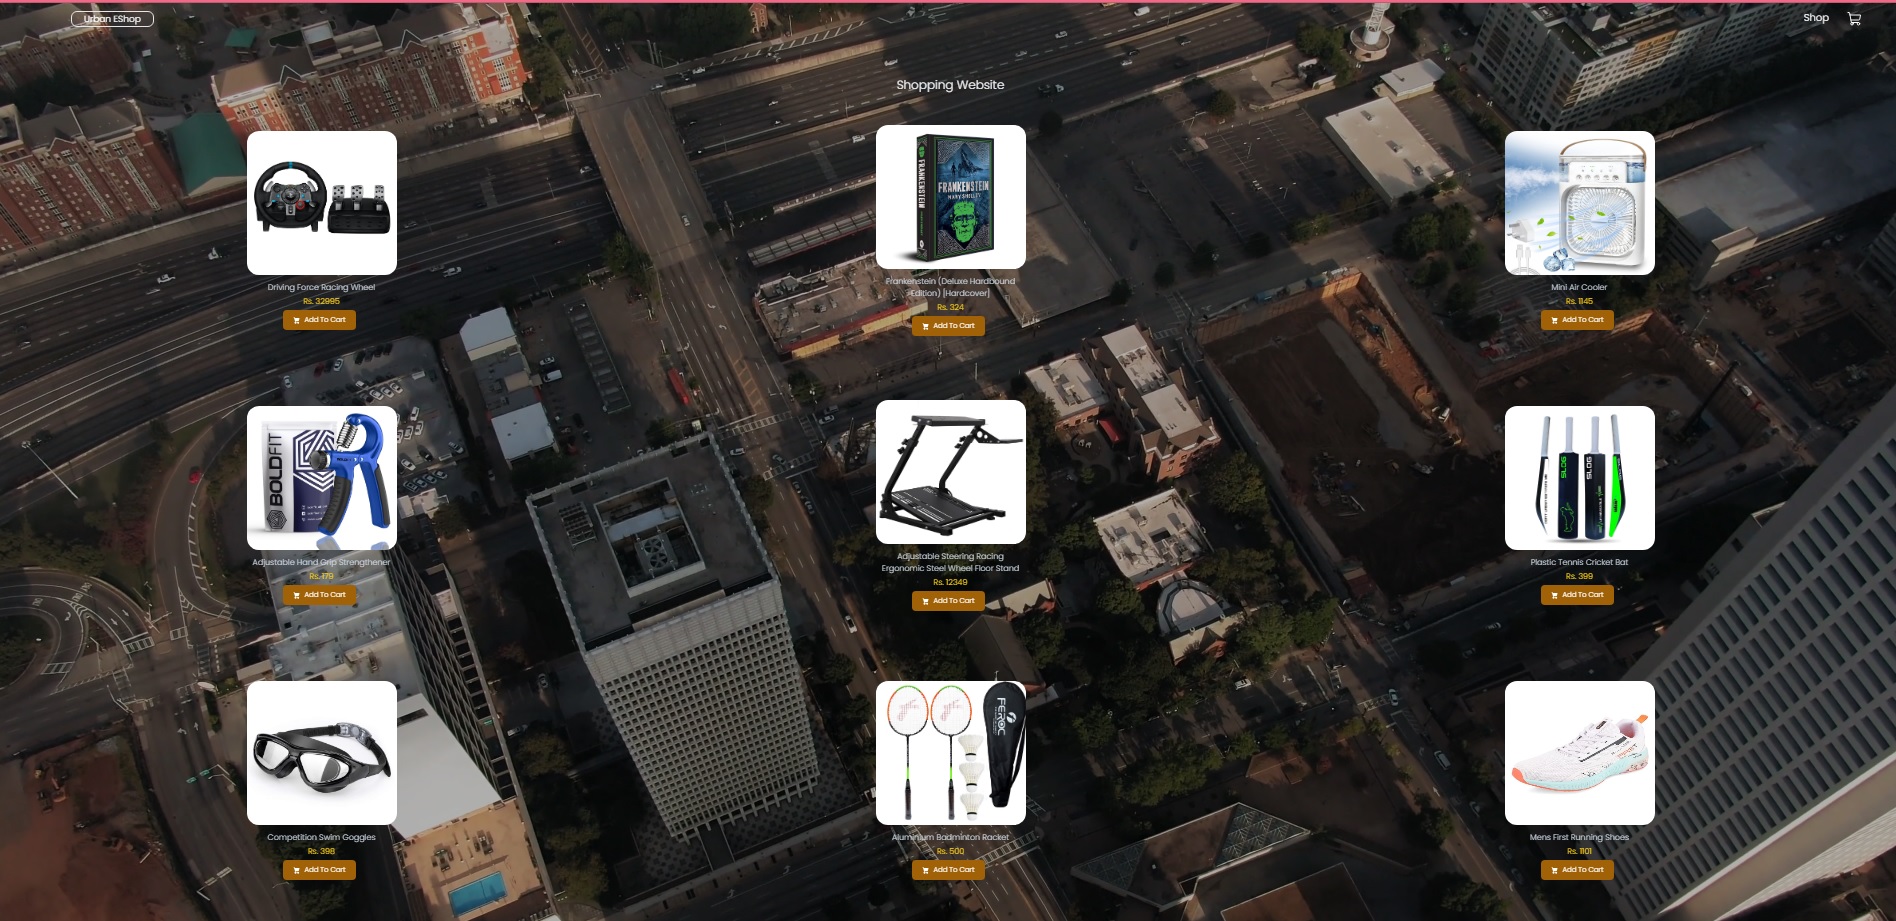 Urban EShop
Shop
Shopping Website
FRANKENSTEIN
FRANKENSTEIN
MARY SHELLEY
Driving Force Racing Wheel
Rs. 32995
Add To Cart
Frankenstein (Deluxe Hardbound
Edition) [Hardcover]
Rs. 324
Add To Cart
Mini Air Cooler
Rs. 1145
Add To Cart
BOLDFIT
Adjustable Hand Grip Strengthener
Rs. 179
Add To Cart
Adjustable Steering Racing
Ergonomic Steel Wheel Floor Stand
Rs. 12349
Add To Cart
SLOG
SLOG
Plastic Tennis Cricket Bat
Rs. 399
Add To Cart
Competition Swim Goggles
Rs. 398
Add To Cart
FEROC
Aluminium Badminton Racket
Rs. 500
Add To Cart
Mens First Running Shoes
Rs. 1101
Add To Cart